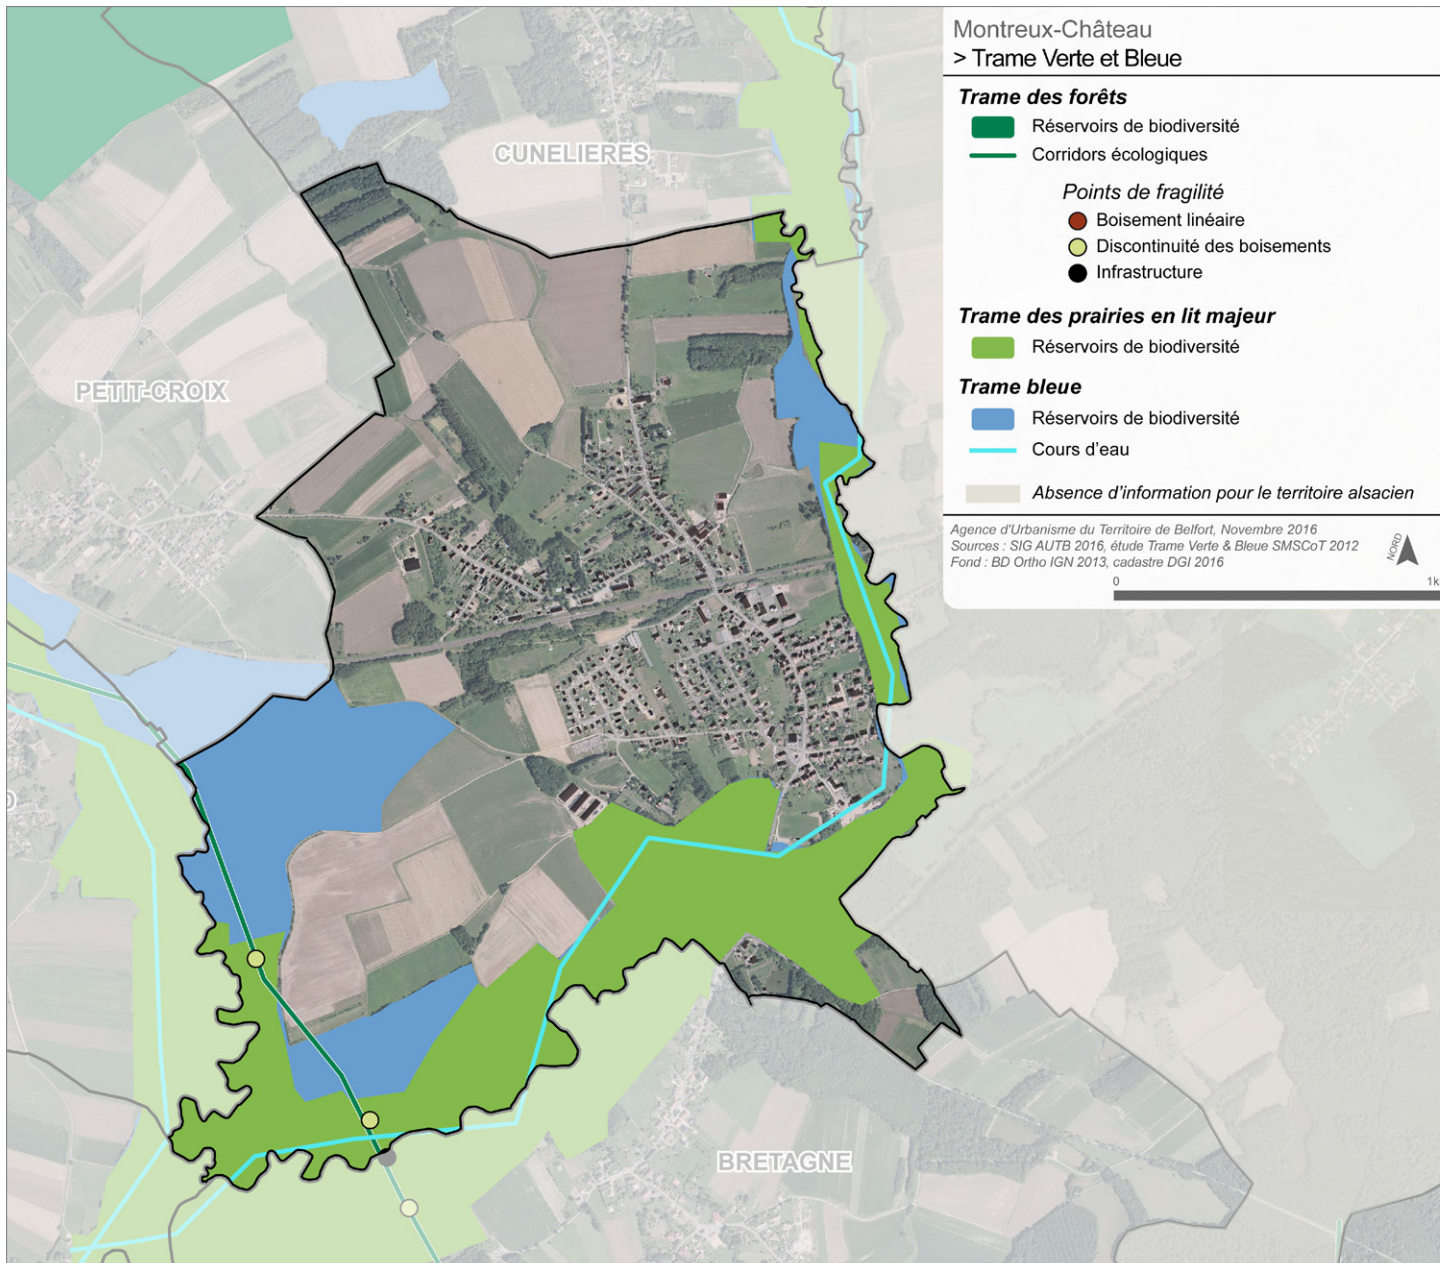 Montreux-Château
> Trame Verte et Bleue
Trame des forêts
Réservoirs de biodiversité
Corridors écologiques
Points de fragilité
Boisement linéaire
Discontinuité des boisements
Infrastructure
Trame des prairies en lit majeur
Réservoirs de biodiversité
Trame bleue
Réservoirs de biodiversité
Cours d'eau
Absence d'information pour le territoire alsacien
Agence d'Urbanisme du Territoire de Belfort, Novembre 2016
Sources : SIG AUTB 2016, étude Trame Verte & Bleue SMSCoT 2012
Fond : BD Ortho IGN 2013, cadastre DGI 2016
NORD
0 1k
CUNELIERES
PETIT-CROIX
BRETAGNE